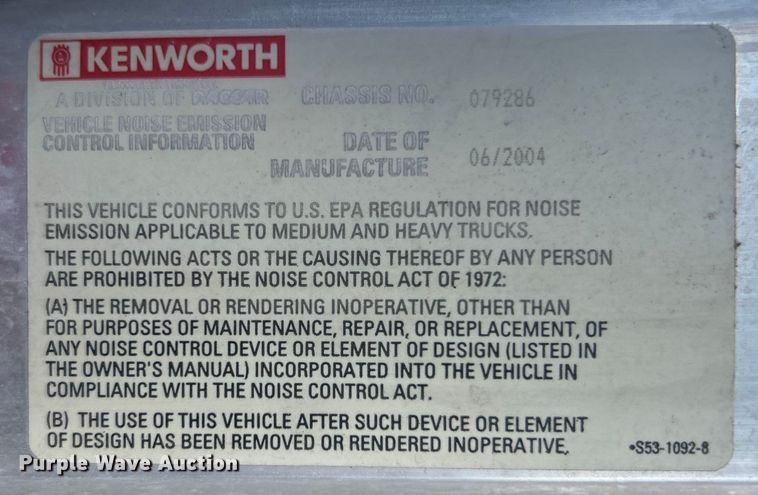 KENWORTH
A DIVISION OF PACCAR
CHASSIS NO. 079286
VEHICLE NOISE EMISSION
CONTROL INFORMATION
DATE OF
MANUFACTURE 06/2004
THIS VEHICLE CONFORMS TO U.S. EPA REGULATION FOR NOISE
EMISSION APPLICABLE TO MEDIUM AND HEAVY TRUCKS.
THE FOLLOWING ACTS OR THE CAUSING THEREOF BY ANY PERSON
ARE PROHIBITED BY THE NOISE CONTROL ACT OF 1972:
(A) THE REMOVAL OR RENDERING INOPERATIVE, OTHER THAN
FOR PURPOSES OF MAINTENANCE, REPAIR, OR REPLACEMENT, OF
ANY NOISE CONTROL DEVICE OR ELEMENT OF DESIGN (LISTED IN
THE OWNER'S MANUAL) INCORPORATED INTO THE VEHICLE IN
COMPLIANCE WITH THE NOISE CONTROL ACT.
(B) THE USE OF THIS VEHICLE AFTER SUCH DEVICE OR ELEMENT
OF DESIGN HAS BEEN REMOVED OR RENDERED INOPERATIVE.
•S53-1092-8
Purple Wave Auction